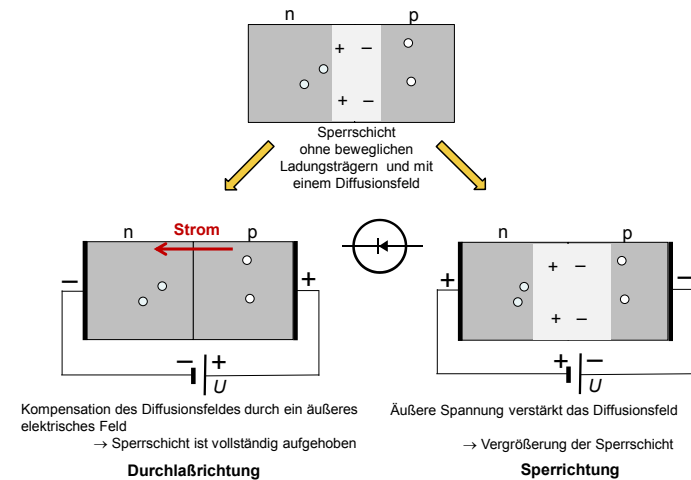 n p
+ −
+ −
Sperrschicht
ohne beweglichen
Ladungsträgern und mit
einem Diffusionsfeld
n Strom p
− +
− +
U
n p
+ −
+ −
+ −
+ −
U
Kompensation des Diffusionsfeldes durch ein äußeres
elektrisches Feld
→ Sperrschicht ist vollständig aufgehoben
Durchlaßrichtung
Äußere Spannung verstärkt das Diffusionsfeld
→ Vergrößerung der Sperrschicht
Sperrichtung